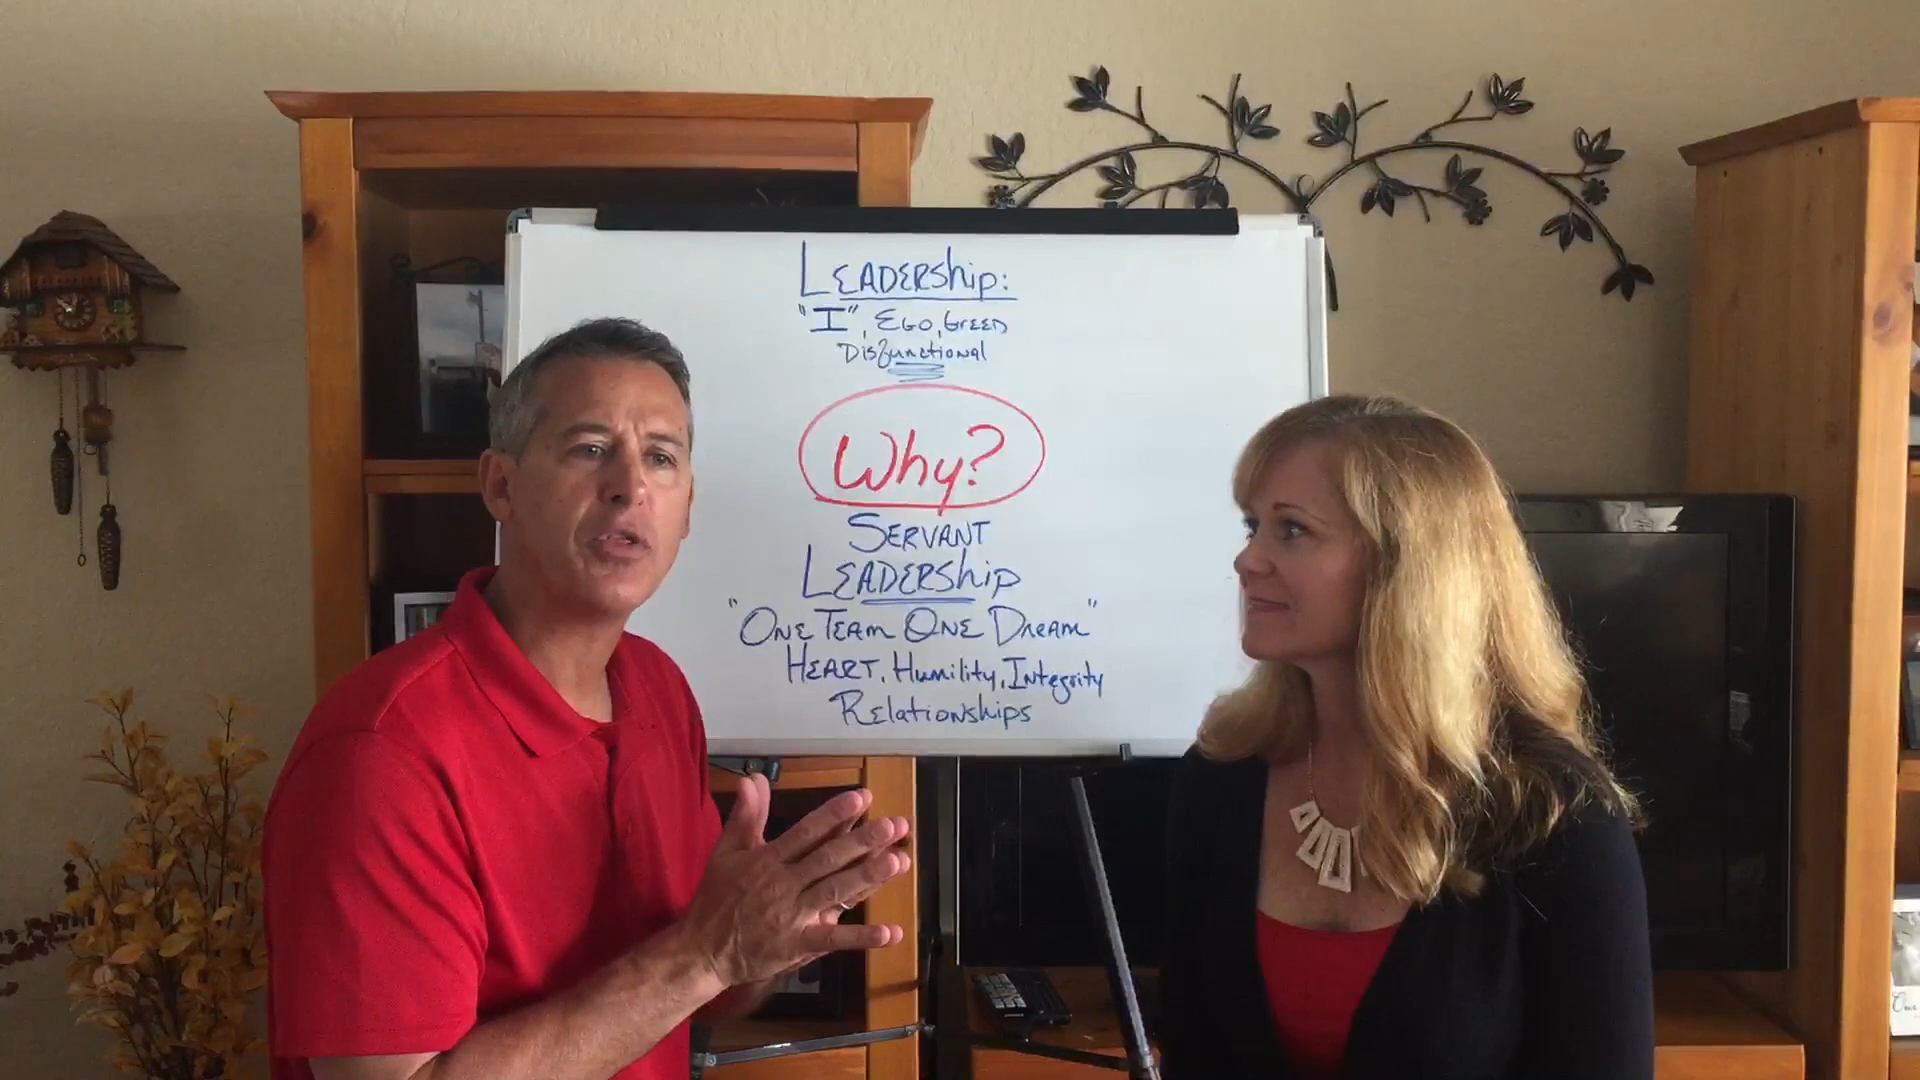 LEADERship:
"I", EGO, GREED
Disfunctional
Why?
SERVANT
LEADERship
"ONE TEAM ONE DREAM"
HEART, Humility, Integrity
RElationships